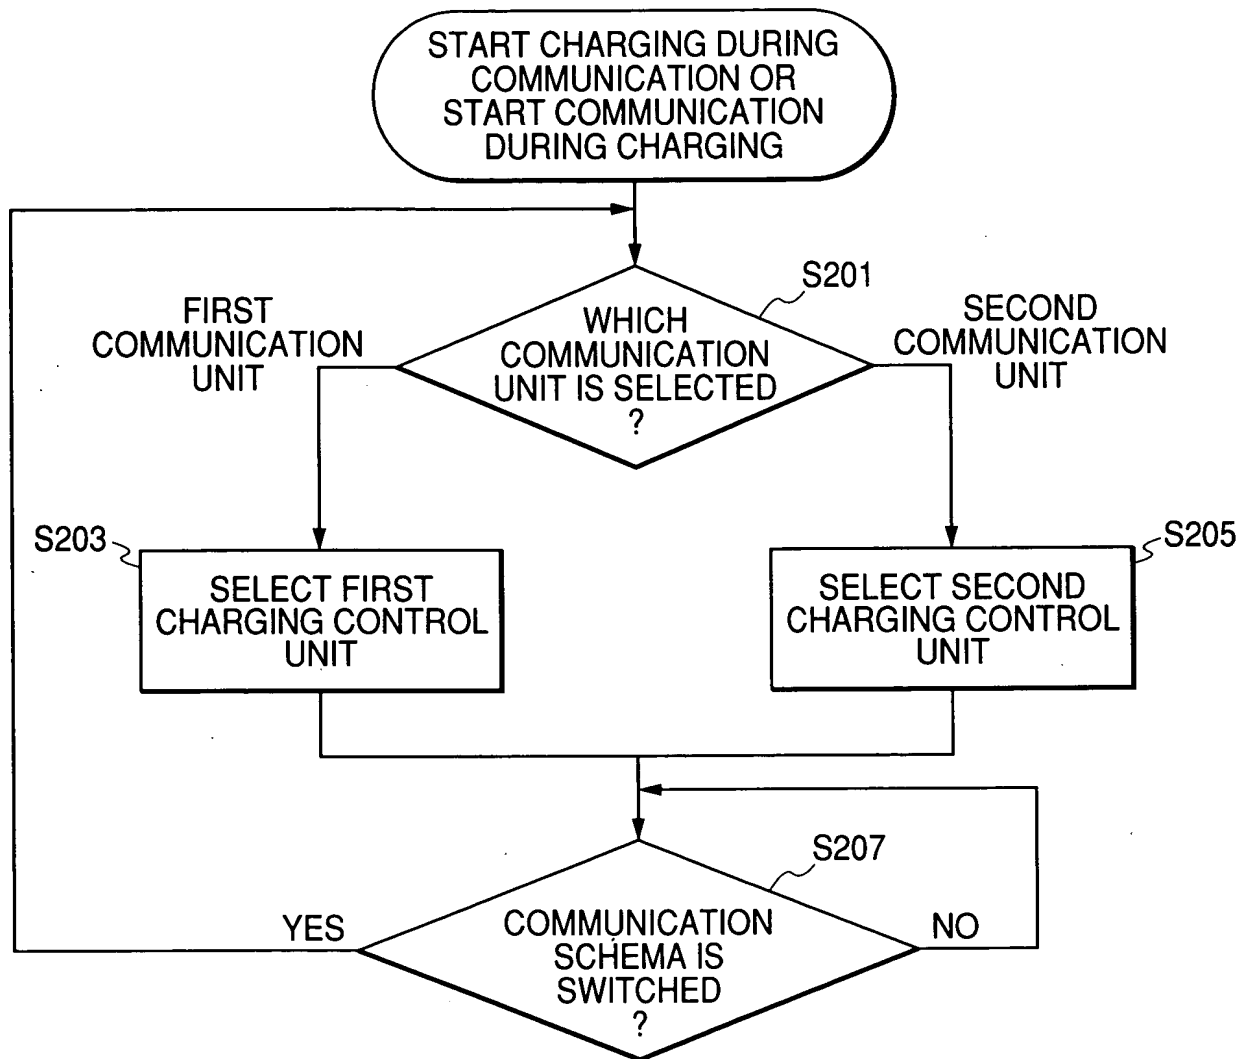 START CHARGING DURING
COMMUNICATION OR
START COMMUNICATION
DURING CHARGING
S201
FIRST
COMMUNICATION
UNIT
WHICH
COMMUNICATION
UNIT IS SELECTED
?
SECOND
COMMUNICATION
UNIT
S203
SELECT FIRST
CHARGING CONTROL
UNIT
S205
SELECT SECOND
CHARGING CONTROL
UNIT
S207
YES
COMMUNICATION
SCHEMA IS
SWITCHED
?
NO